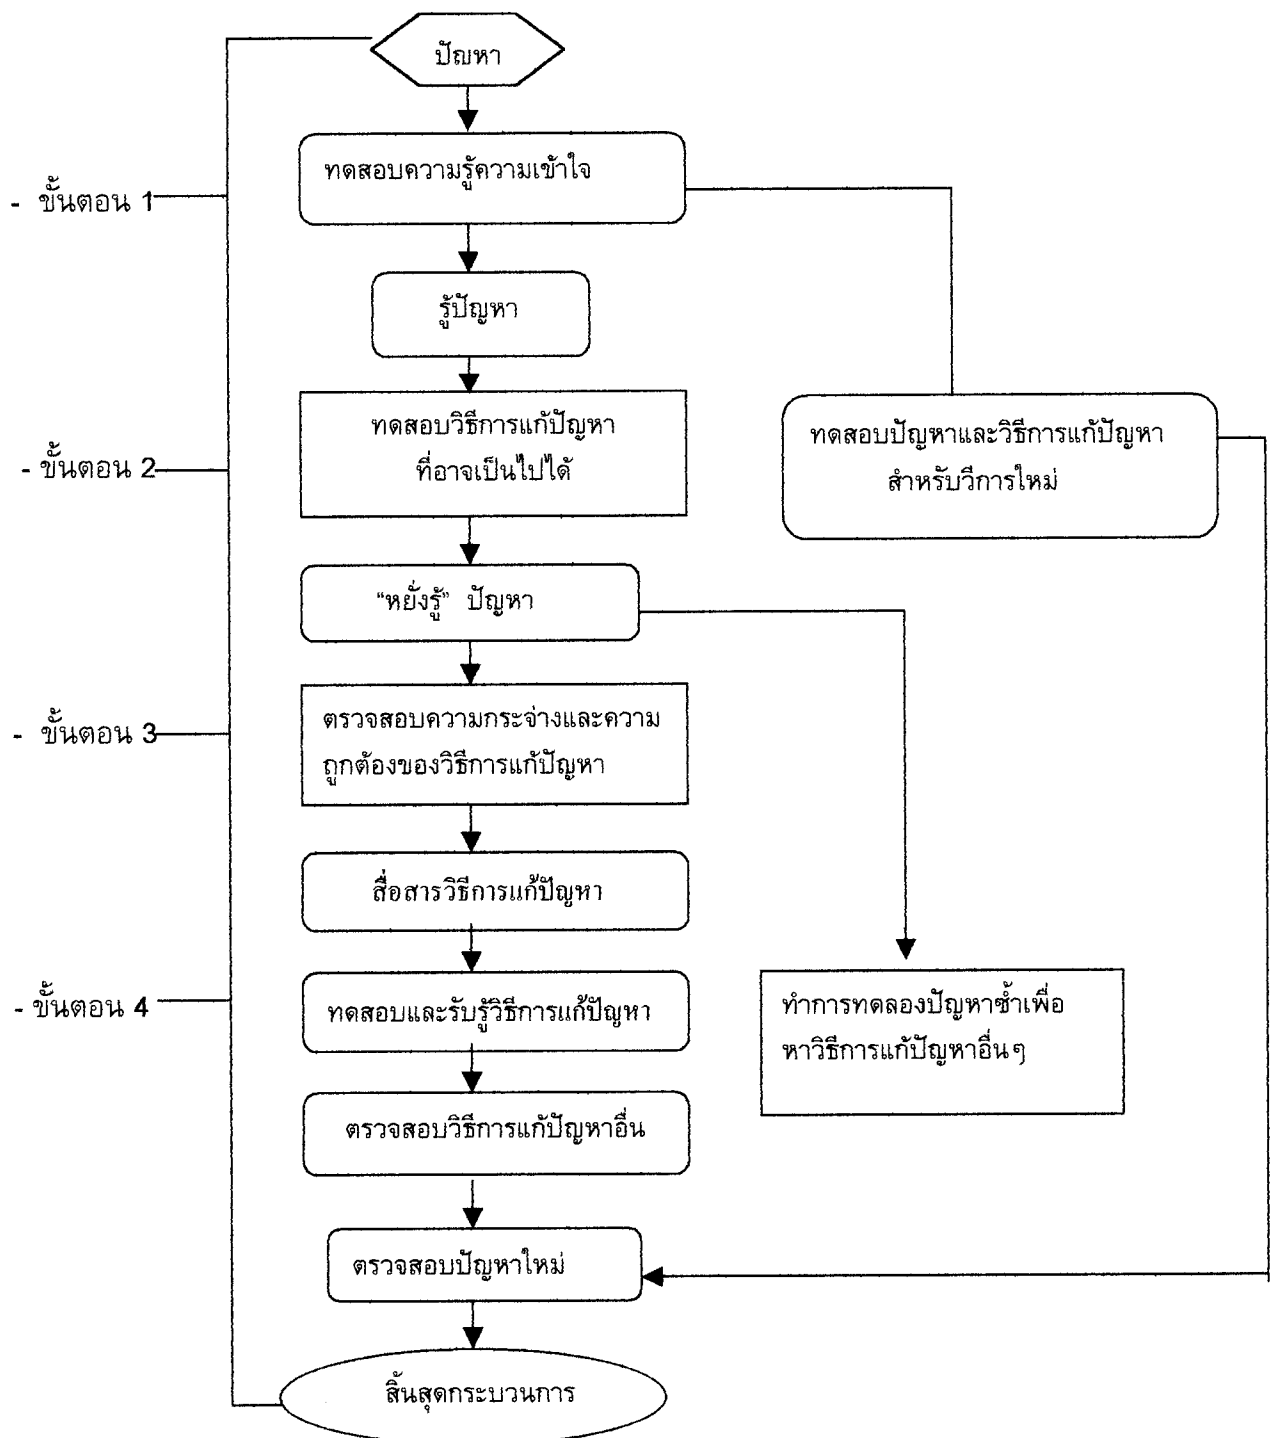 ปัญหา
ทดสอบความรู้ความเข้าใจ
- ขั้นตอน 1
รู้ปัญหา
ทดสอบวิธีการแก้ปัญหา
ที่อาจเป็นไปได้
- ขั้นตอน 2
ทดสอบปัญหาและวิธีการแก้ปัญหา
สำหรับวีการใหม่
“หยั่งรู้” ปัญหา
ตรวจสอบความกระจ่างและความ
ถูกต้องของวิธีการแก้ปัญหา
- ขั้นตอน 3
สื่อสารวิธีการแก้ปัญหา
ทดสอบและรับรู้วิธีการแก้ปัญหา
- ขั้นตอน 4
ทำการทดลองปัญหาซ้ำเพื่อ
หาวิธีการแก้ปัญหาอื่นๆ
ตรวจสอบวิธีการแก้ปัญหาอื่น
ตรวจสอบปัญหาใหม่
สิ้นสุดกระบวนการ